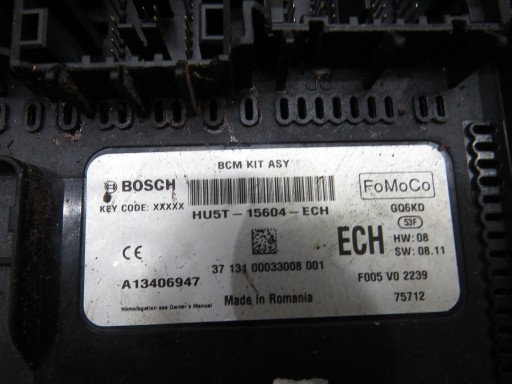 BCM KIT ASY
BOSCH
FoMoCo
KEY CODE: XXXXX
HU5T-15604-ECH
GQ6KD
53F
ECH
HW: 08
SW: 08.11
CE
37 131 00033008 001
A13406947
F005 V0 2239
Made in Romania
75712
Homologation see Owner's Manual